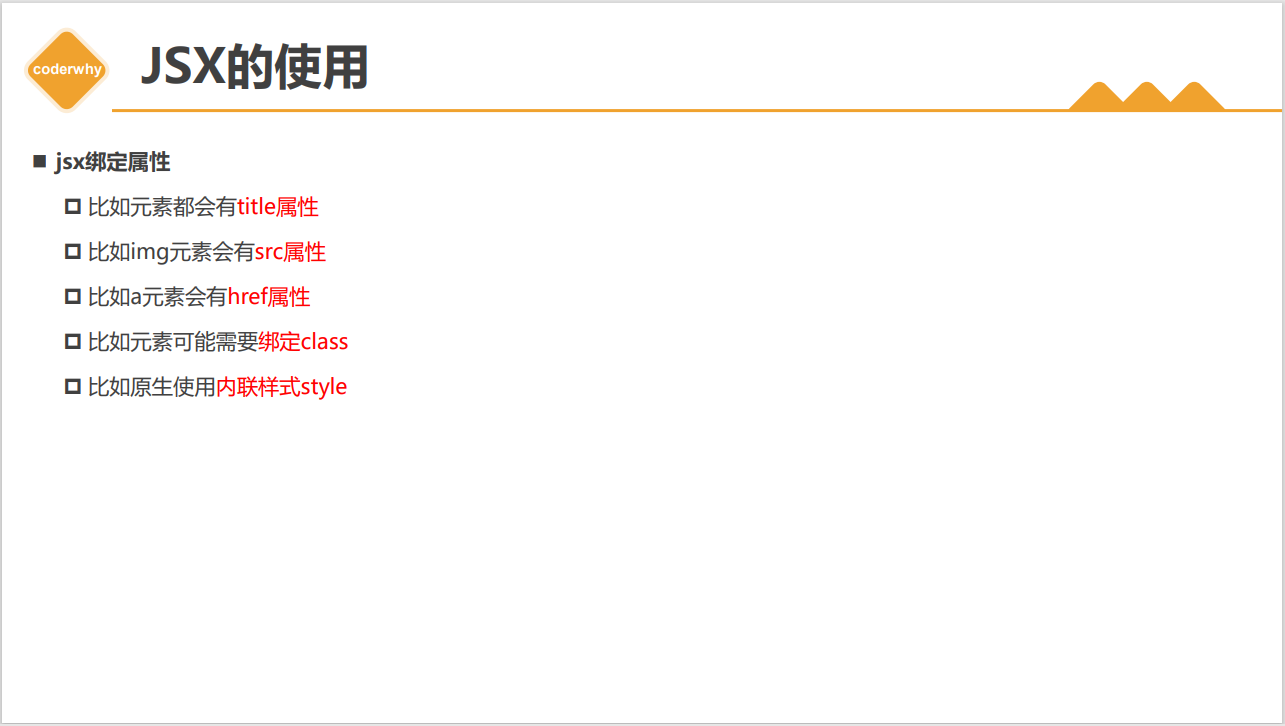 coderwhy
JSX的使用
jsx绑定属性
比如元素都会有title属性
比如img元素会有src属性
比如a元素会有href属性
比如元素可能需要绑定class
比如原生使用内联样式style